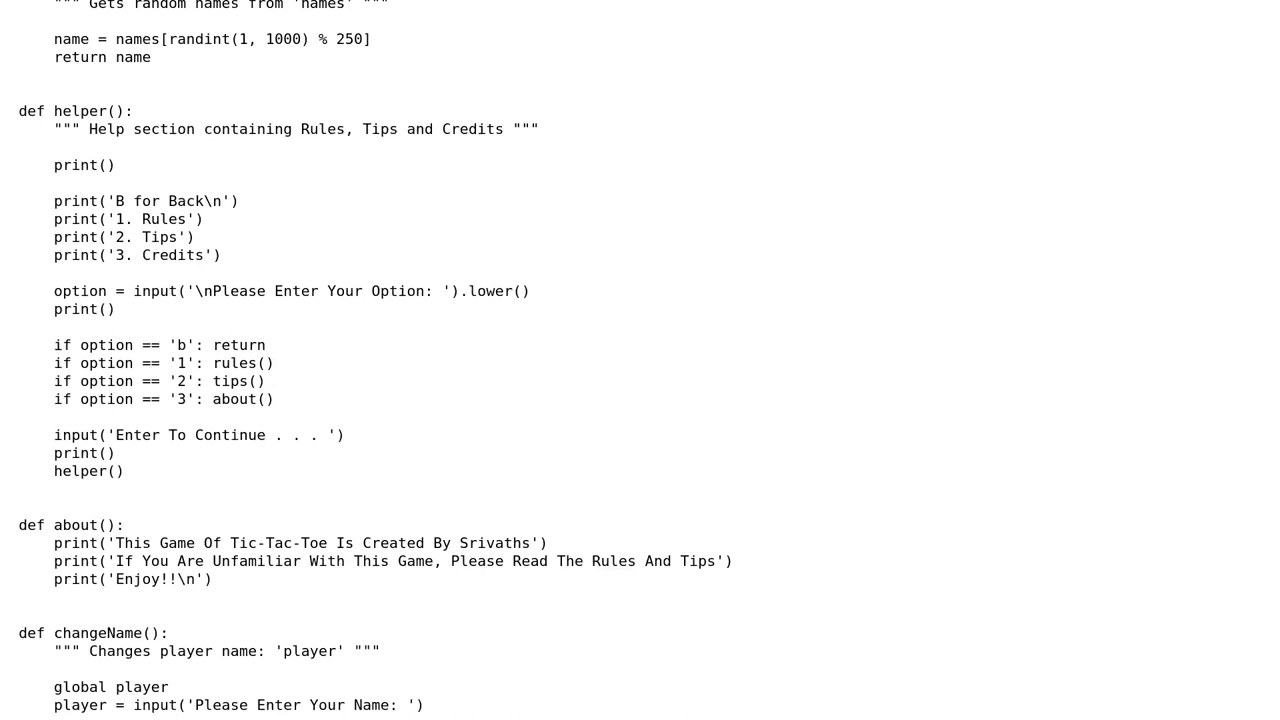 """ Gets random names from 'names' """

    name = names[randint(1, 1000) % 250]
    return name


def helper():
    """ Help section containing Rules, Tips and Credits """

    print()

    print('B for Back\n')
    print('1. Rules')
    print('2. Tips')
    print('3. Credits')

    option = input('\nPlease Enter Your Option: ').lower()
    print()

    if option == 'b': return
    if option == '1': rules()
    if option == '2': tips()
    if option == '3': about()

    input('Enter To Continue . . . ')
    print()
    helper()


def about():
    print('This Game Of Tic-Tac-Toe Is Created By Srivaths')
    print('If You Are Unfamiliar With This Game, Please Read The Rules And Tips')
    print('Enjoy!!\n')


def changeName():
    """ Changes player name: 'player' """

    global player
    player = input('Please Enter Your Name: ')